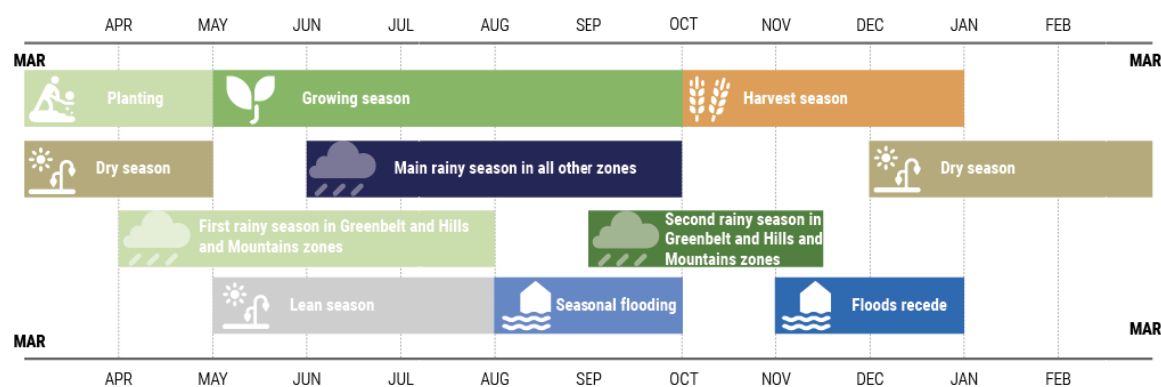 APR MAY JUN JUL AUG SEP OCT NOV DEC JAN FEB
MAR MAR
Planting Growing season Harvest season
Dry season Main rainy season in all other zones Dry season
First rainy season in Greenbelt and Hills
and Mountains zones
Second rainy season in
Greenbelt and Hills and
Mountains zones
Lean season Seasonal flooding Floods recede
MAR MAR
APR MAY JUN JUL AUG SEP OCT NOV DEC JAN FEB